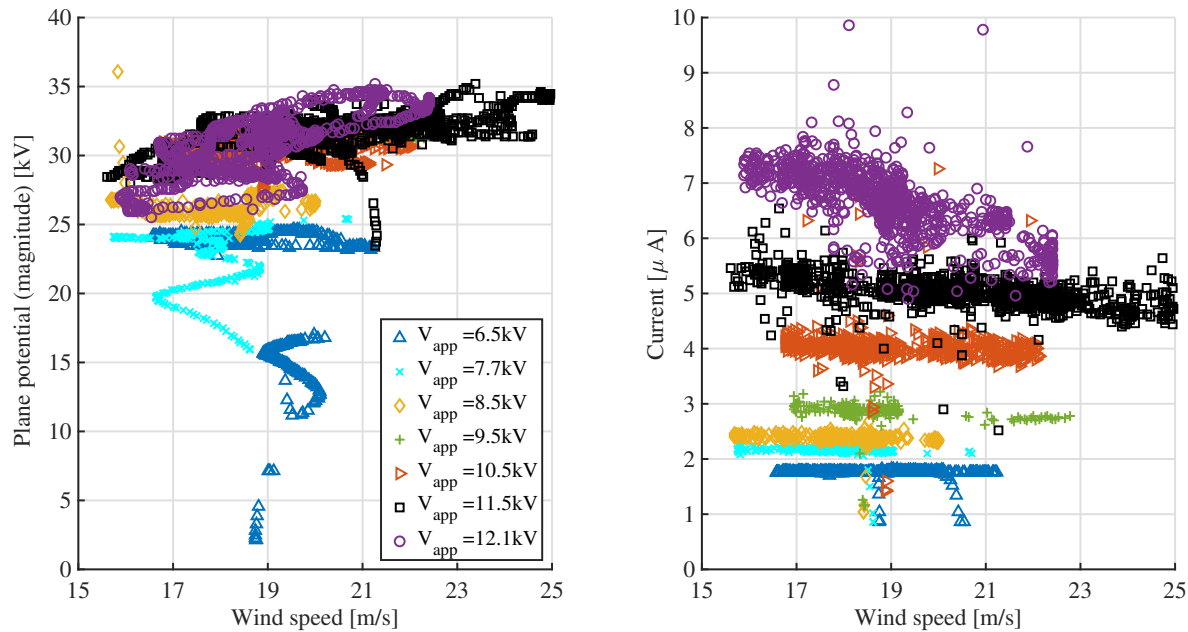 40
35
30
25
20
15
10
5
0
15
17
19
21
23
25
Plane potential (magnitude) [kV]
Wind speed [m/s]
V_app =6.5kV
V_app =7.7kV
V_app =8.5kV
V_app =9.5kV
V_app =10.5kV
V_app =11.5kV
V_app =12.1kV
10
9
8
7
6
5
4
3
2
1
0
15
17
19
21
23
25
Current [μ A]
Wind speed [m/s]